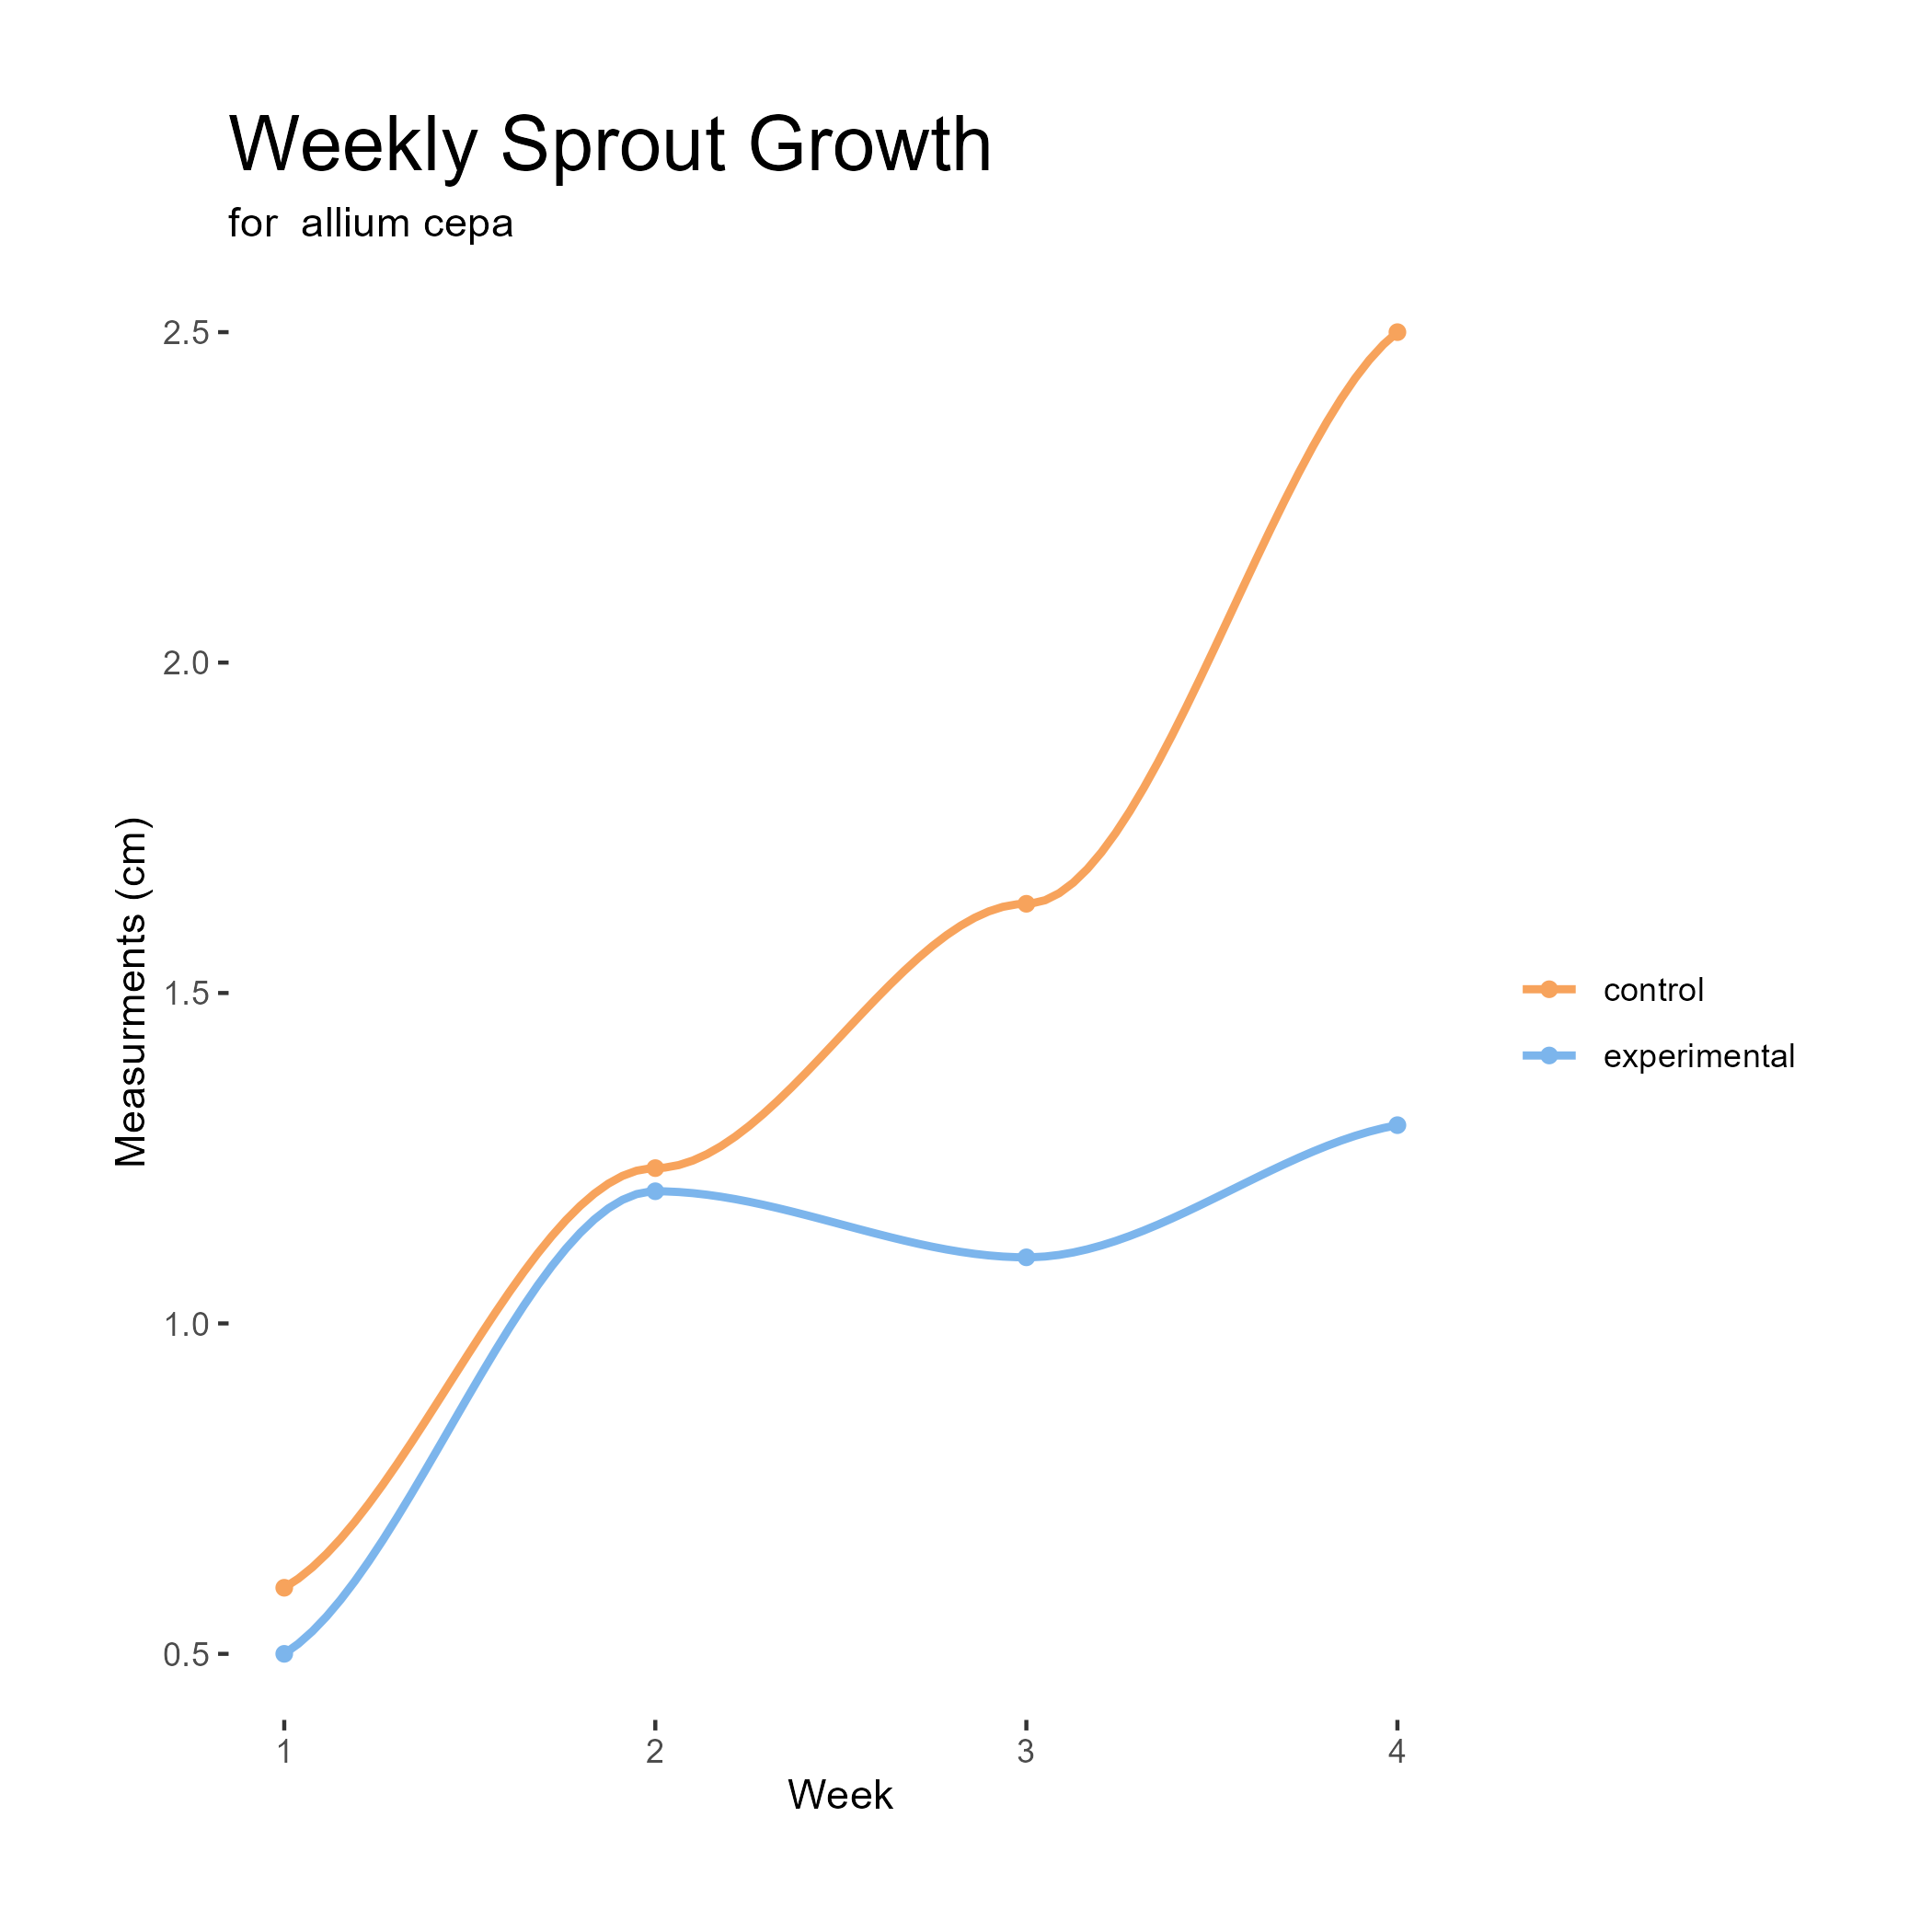 Weekly Sprout Growth
for  allium cepa
2.5
2.0
1.5
1.0
0.5
Measurments (cm)
control
experimental
1 2 3 4
Week